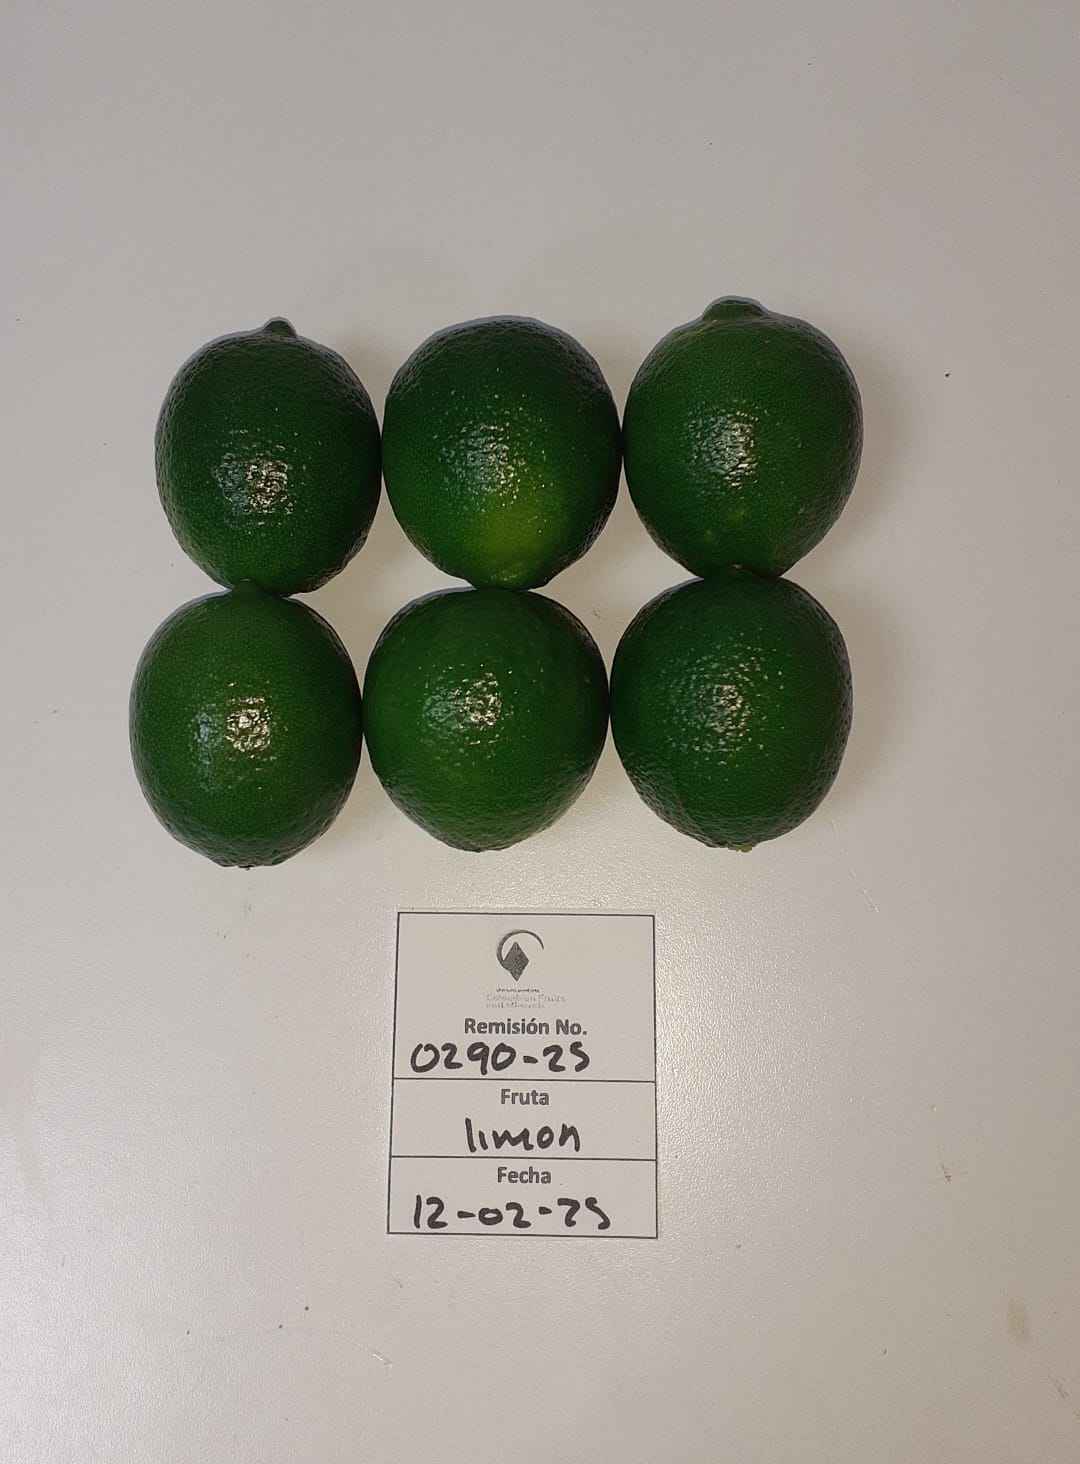 Colombian Fruits
and Minerals
Remisión No.
0290-25
Fruta
limon
Fecha
12-02-25